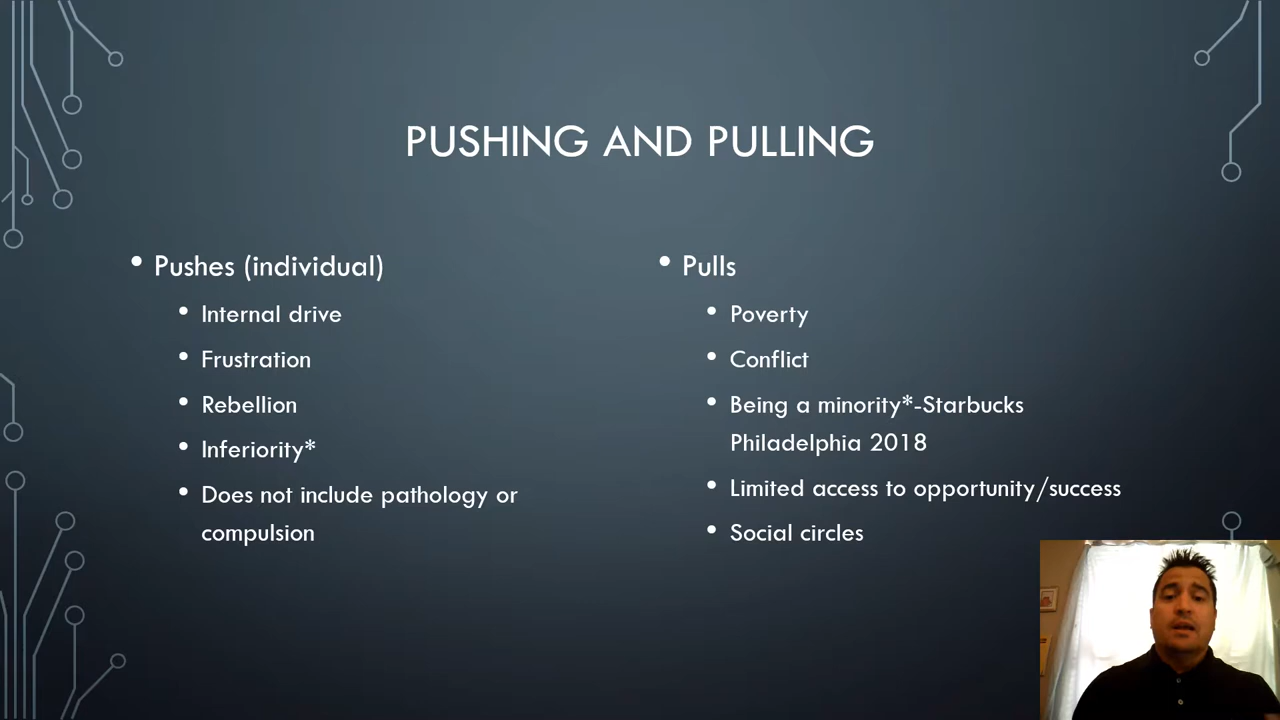 PUSHING AND PULLING
• Pushes (individual)
• Internal drive
• Frustration
• Rebellion
• Inferiority*
• Does not include pathology or
compulsion
• Pulls
• Poverty
• Conflict
• Being a minority*-Starbucks
Philadelphia 2018
• Limited access to opportunity/success
• Social circles